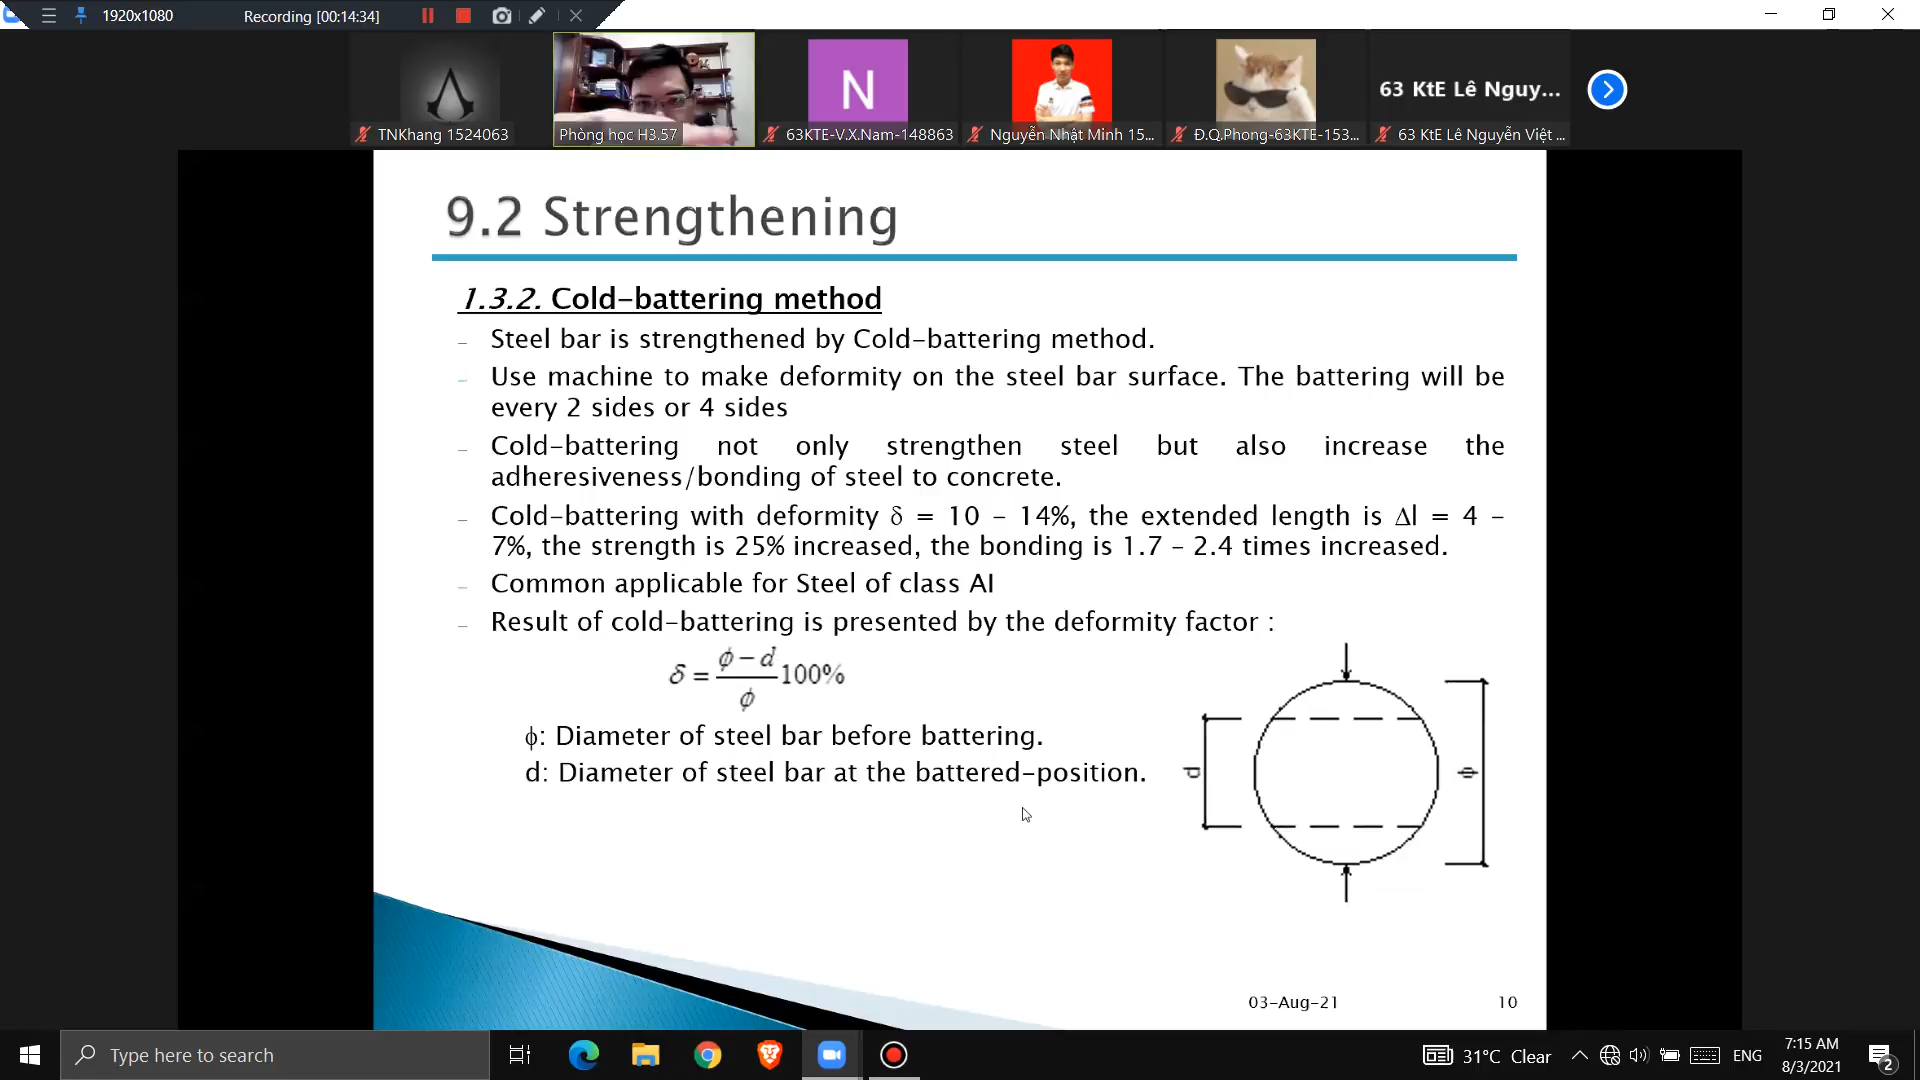 1920x1080
Recording [00:14:34]
N
63 KtE Lê Nguy...
TNKhang 1524063
Phòng học H3.57
63KTE-V.X.Nam-148863
Nguyễn Nhật Minh 15...
Đ.Q.Phong-63KTE-153...
63 KtE Lê Nguyễn Việt ...
9.2 Strengthening
1.3.2. Cold-battering method
– Steel bar is strengthened by Cold-battering method.
– Use machine to make deformity on the steel bar surface. The battering will be
every 2 sides or 4 sides
– Cold-battering not only strengthen steel but also increase the
adheresiveness/bonding of steel to concrete.
– Cold-battering with deformity δ = 10 – 14%, the extended length is Δl = 4 –
7%, the strength is 25% increased, the bonding is 1.7 – 2.4 times increased.
– Common applicable for Steel of class AI
– Result of cold-battering is presented by the deformity factor :
δ = (ϕ – d)/ϕ 100%
ϕ: Diameter of steel bar before battering.
d: Diameter of steel bar at the battered-position.
d
ϕ
03-Aug-21
10
Type here to search
31°C Clear
ENG
7:15 AM
8/3/2021
2